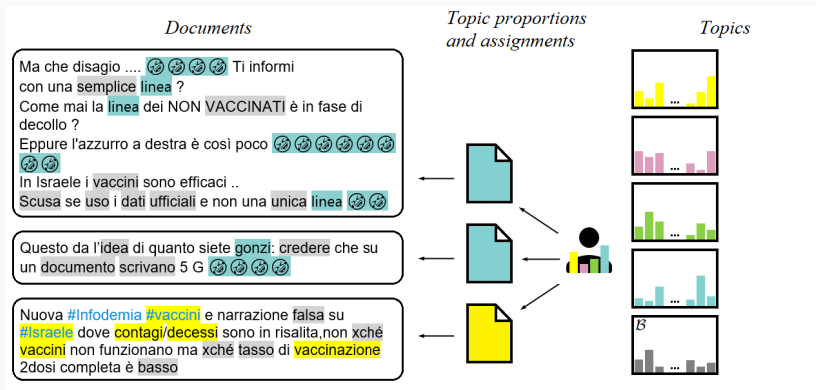 Documents
Topic proportions
and assignments
Topics
Ma che disagio .... 🤣 🤣 🤣 🤣 Ti informi
con una semplice linea ?
Come mai la linea dei NON VACCINATI è in fase di
decollo ?
Eppure l'azzurro a destra è così poco 🤣 🤣 🤣 🤣 🤣 🤣
🤣 🤣
In Israele i vaccini sono efficaci ..
Scusa se uso i dati ufficiali e non una unica linea 🤣 🤣
Questo da l'idea di quanto siete gonzi: credere che su
un documento scrivano 5 G 🤣 🤣 🤣 🤣
Nuova #Infodemia #vaccini e narrazione falsa su
#Israele dove contagi/decessi sono in risalita,non xché
vaccini non funzionano ma xché tasso di vaccinazione
2dosi completa è basso
...
...
...
...
ℬ
...